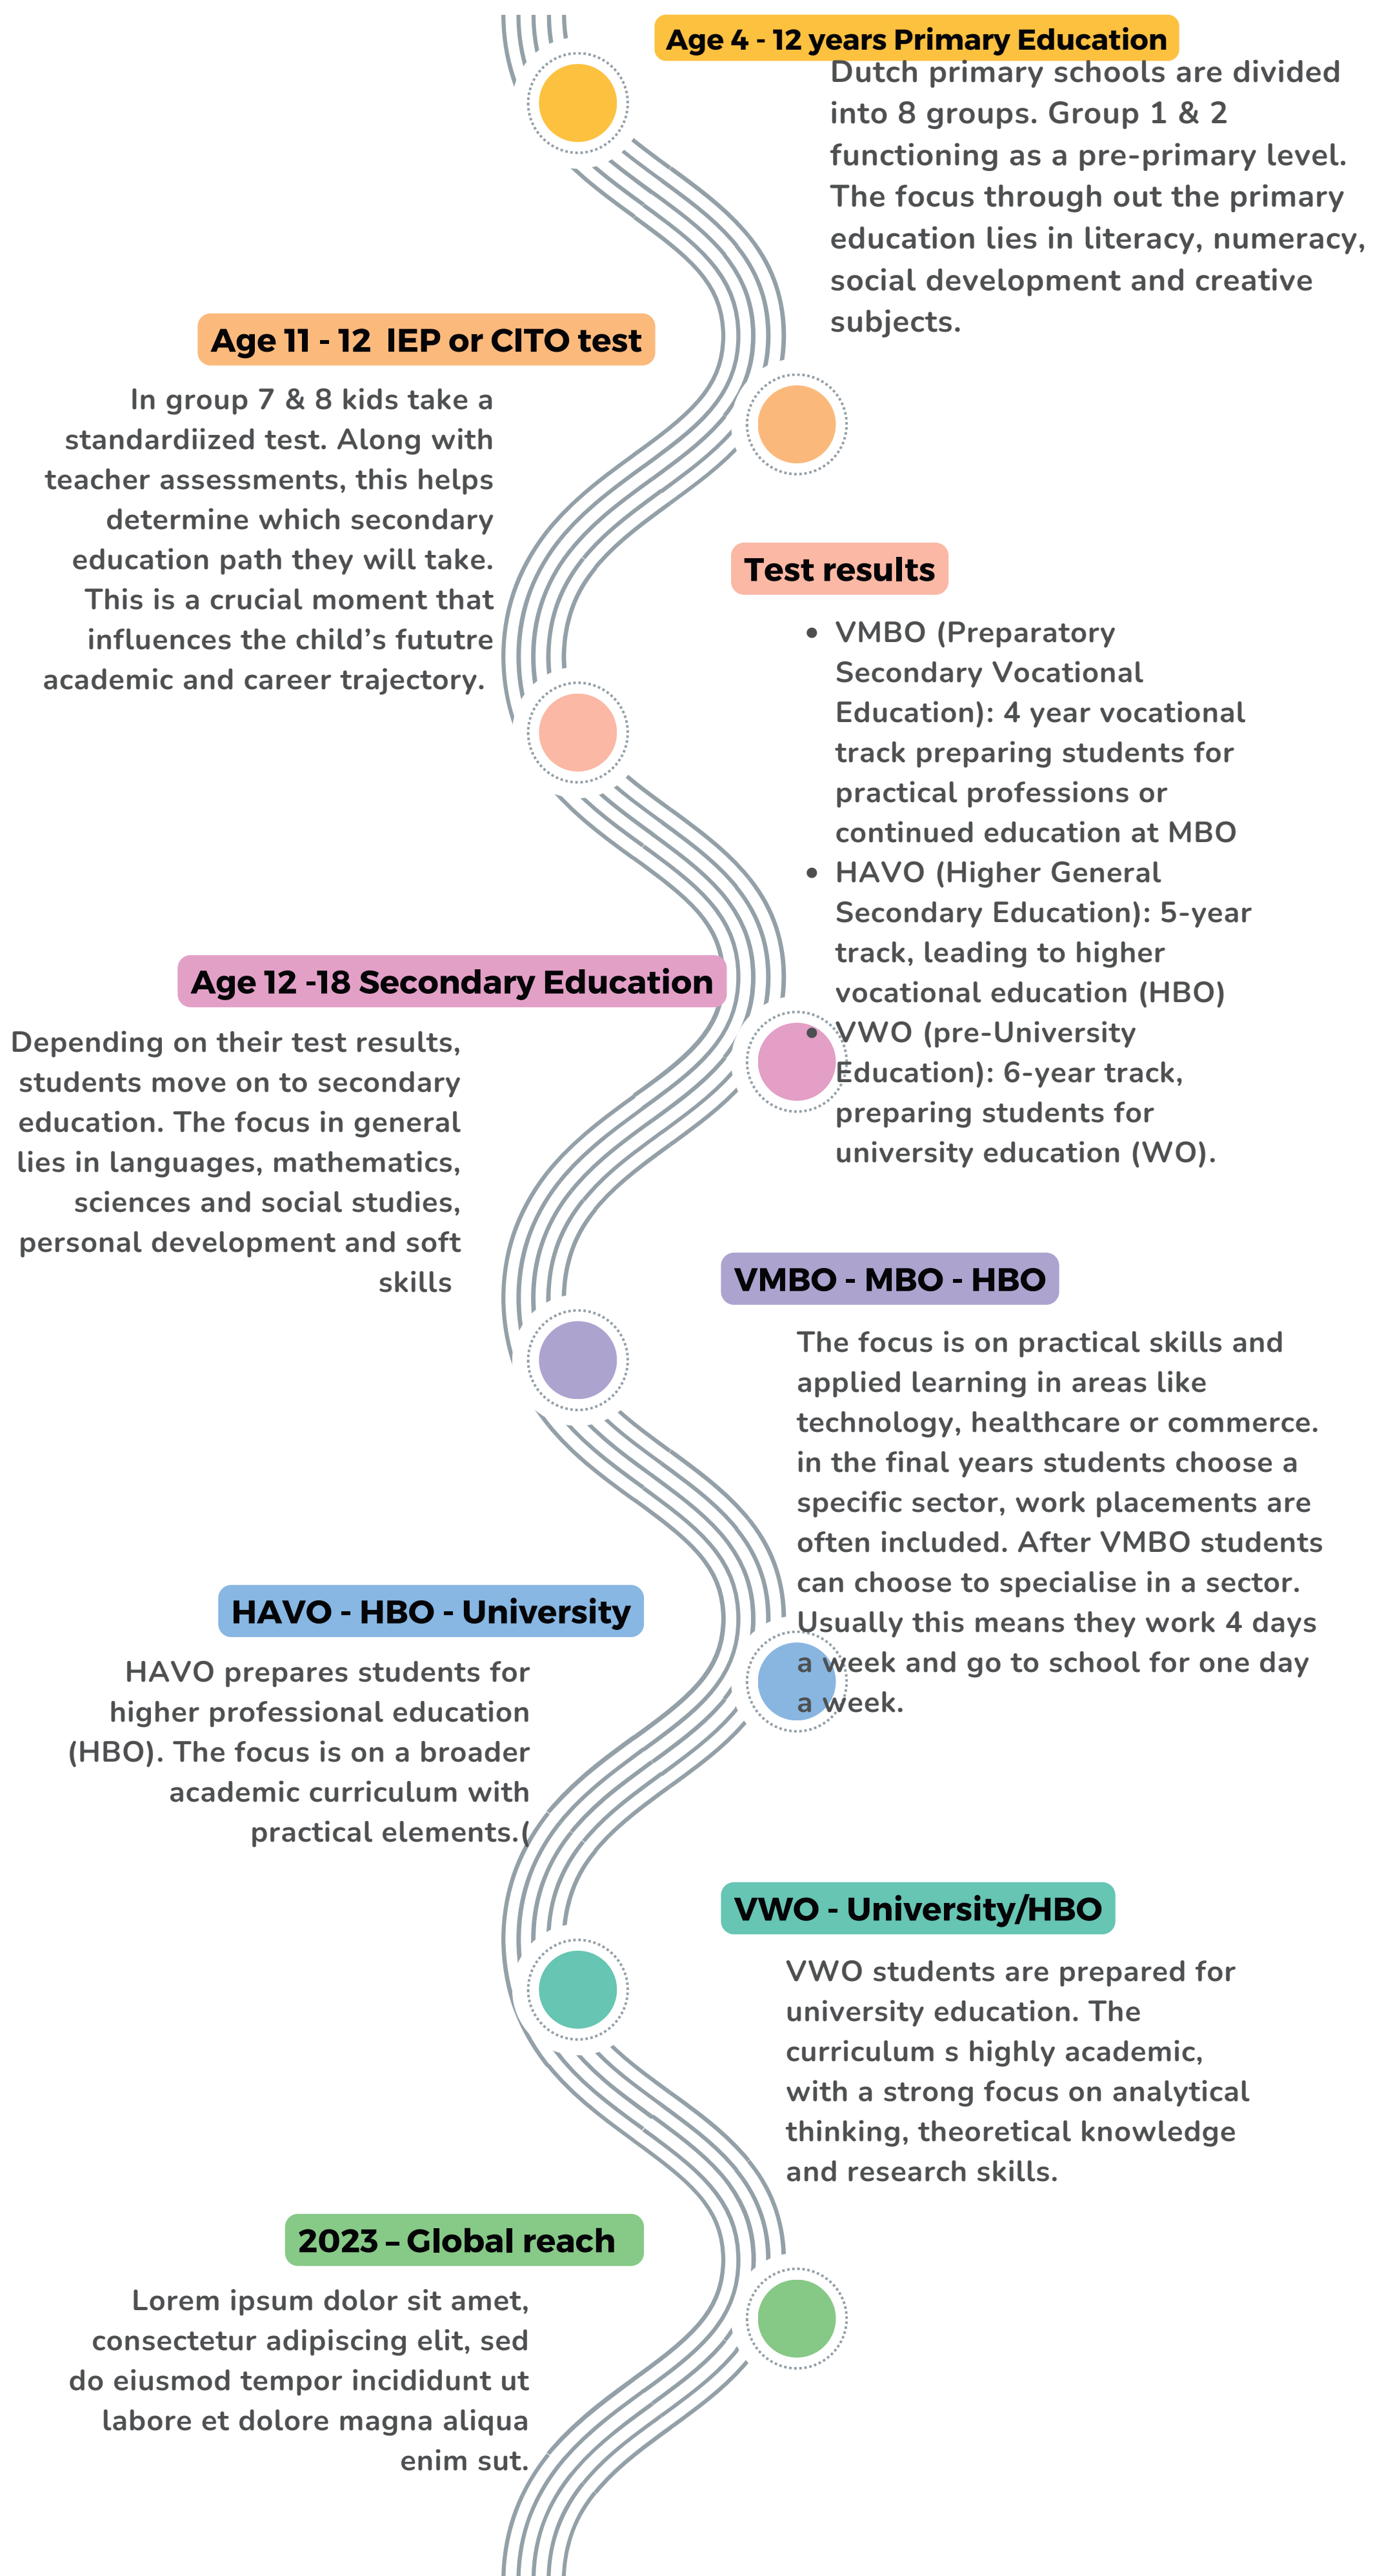 Age 4 - 12 years Primary Education
Dutch primary schools are divided
into 8 groups. Group 1 & 2
functioning as a pre-primary level.
The focus through out the primary
education lies in literacy, numeracy,
social development and creative
subjects.
Age 11 - 12 IEP or CITO test
In group 7 & 8 kids take a
standardiized test. Along with
teacher assessments, this helps
determine which secondary
education path they will take.
This is a crucial moment that
influences the child’s fututre
academic and career trajectory.
Test results
• VMBO (Preparatory
Secondary Vocational
Education): 4 year vocational
track preparing students for
practical professions or
continued education at MBO
• HAVO (Higher General
Secondary Education): 5-year
track, leading to higher
vocational education (HBO)
• VWO (pre-University
Education): 6-year track,
preparing students for
university education (WO).
Age 12 -18 Secondary Education
Depending on their test results,
students move on to secondary
education. The focus in general
lies in languages, mathematics,
sciences and social studies,
personal development and soft
skills
VMBO - MBO - HBO
The focus is on practical skills and
applied learning in areas like
technology, healthcare or commerce.
in the final years students choose a
specific sector, work placements are
often included. After VMBO students
can choose to specialise in a sector.
Usually this means they work 4 days
a week and go to school for one day
a week.
HAVO - HBO - University
HAVO prepares students for
higher professional education
(HBO). The focus is on a broader
academic curriculum with
practical elements.(
VWO - University/HBO
VWO students are prepared for
university education. The
curriculum s highly academic,
with a strong focus on analytical
thinking, theoretical knowledge
and research skills.
2023 – Global reach
Lorem ipsum dolor sit amet,
consectetur adipiscing elit, sed
do eiusmod tempor incididunt ut
labore et dolore magna aliqua
enim sut.